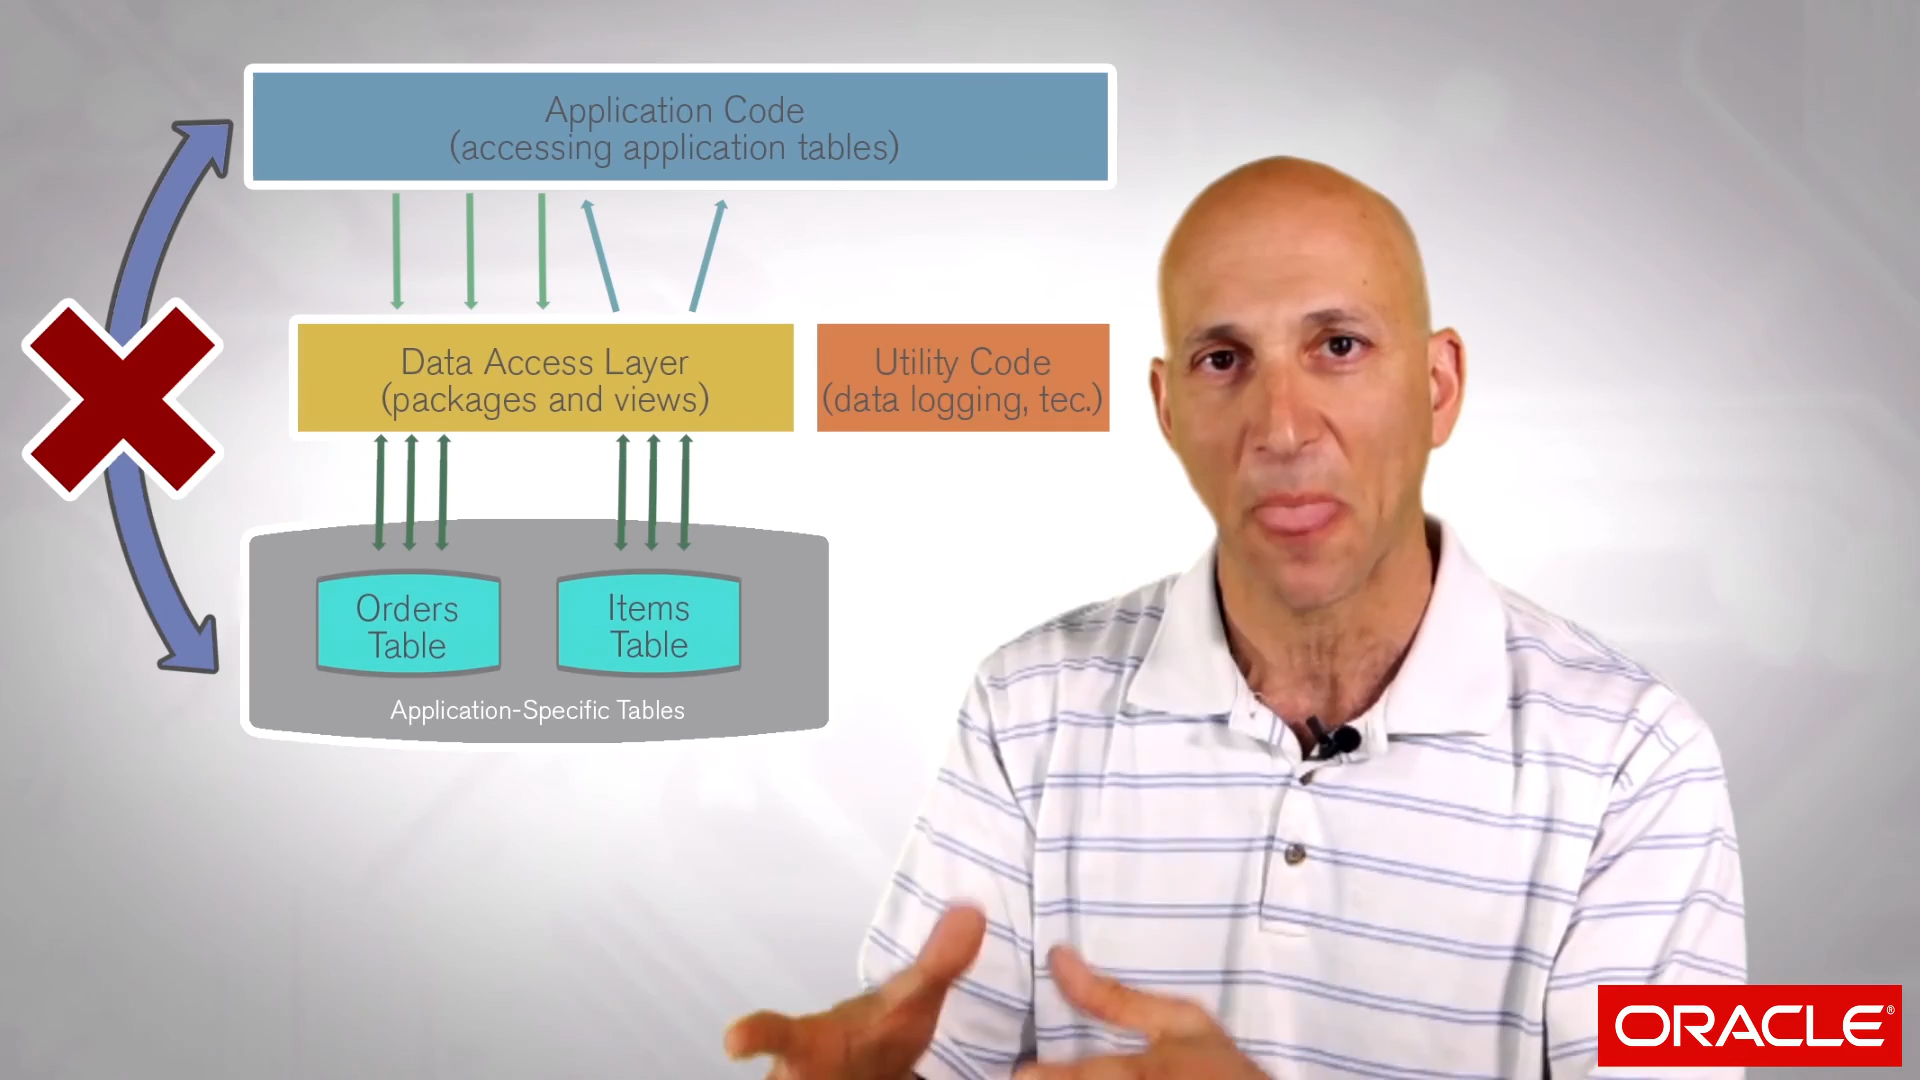 Application Code
(accessing application tables)
Data Access Layer
(packages and views)
Utility Code
(data logging, tec.)
Orders
Table
Items
Table
Application-Specific Tables
ORACLE®